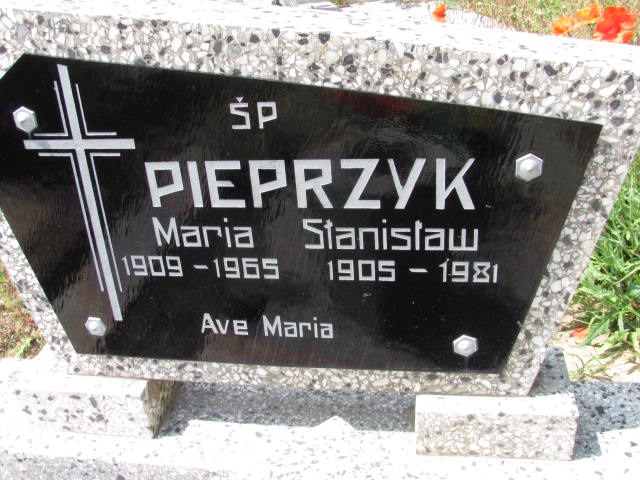 ŚP
PIEPRZYK
Maria Stanisław
1909 - 1965 1905 - 1981
Ave Maria